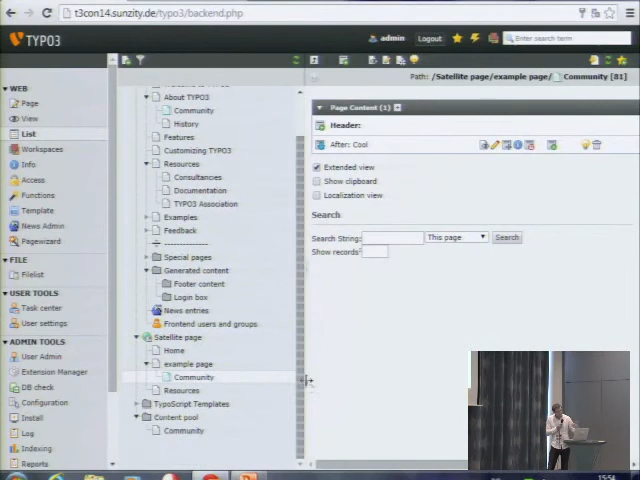 t3con14.sunzity.de/typo3/backend.php
TYPO3
admin
Logout
Enter search term
Path: /Satellite page/example page/ Community [81]
WEB
Page
View
List
Workspaces
Info
Access
Functions
Template
News Admin
Pagewizard
FILE
Filelist
USER TOOLS
Task center
User settings
ADMIN TOOLS
User Admin
Extension Manager
DB check
Configuration
Install
Log
Indexing
Reports
About TYPO3
Community
History
Features
Customizing TYPO3
Resources
Consultancies
Documentation
TYPO3 Association
Examples
Feedback
--------------
Special pages
Generated content
Footer content
Login box
News entries
Frontend users and groups
Satellite page
Home
example page
Community
Resources
TypoScript Templates
Content pool
Community
Page Content (1)
Header:
After: Cool
Extended view
Show clipboard
Localization view
Search
Search String:
This page
Search
Show records:
15:54